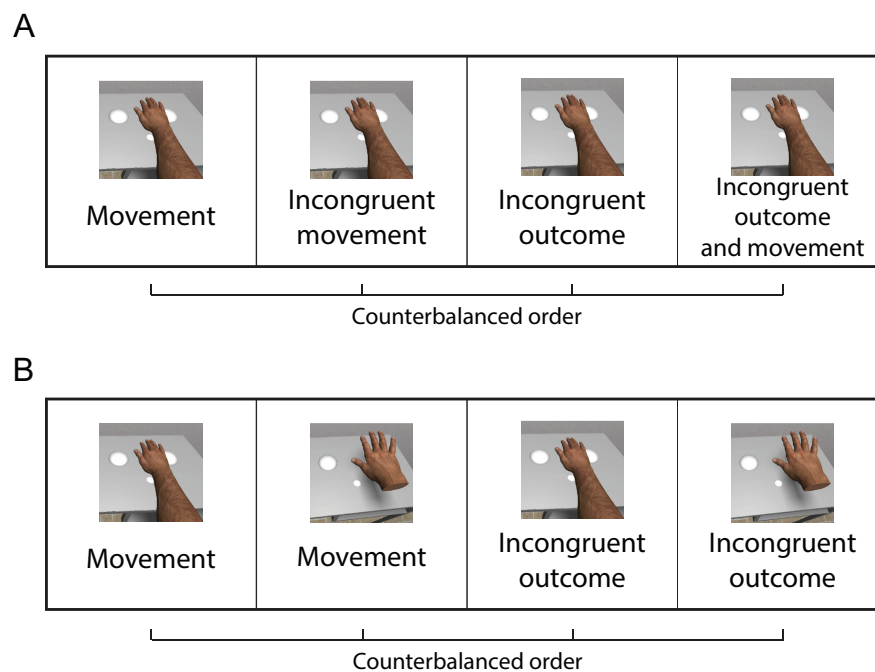 A
Movement
Incongruent
movement
Incongruent
outcome
Incongruent
outcome
and movement
Counterbalanced order
B
Movement
Movement
Incongruent
outcome
Incongruent
outcome
Counterbalanced order